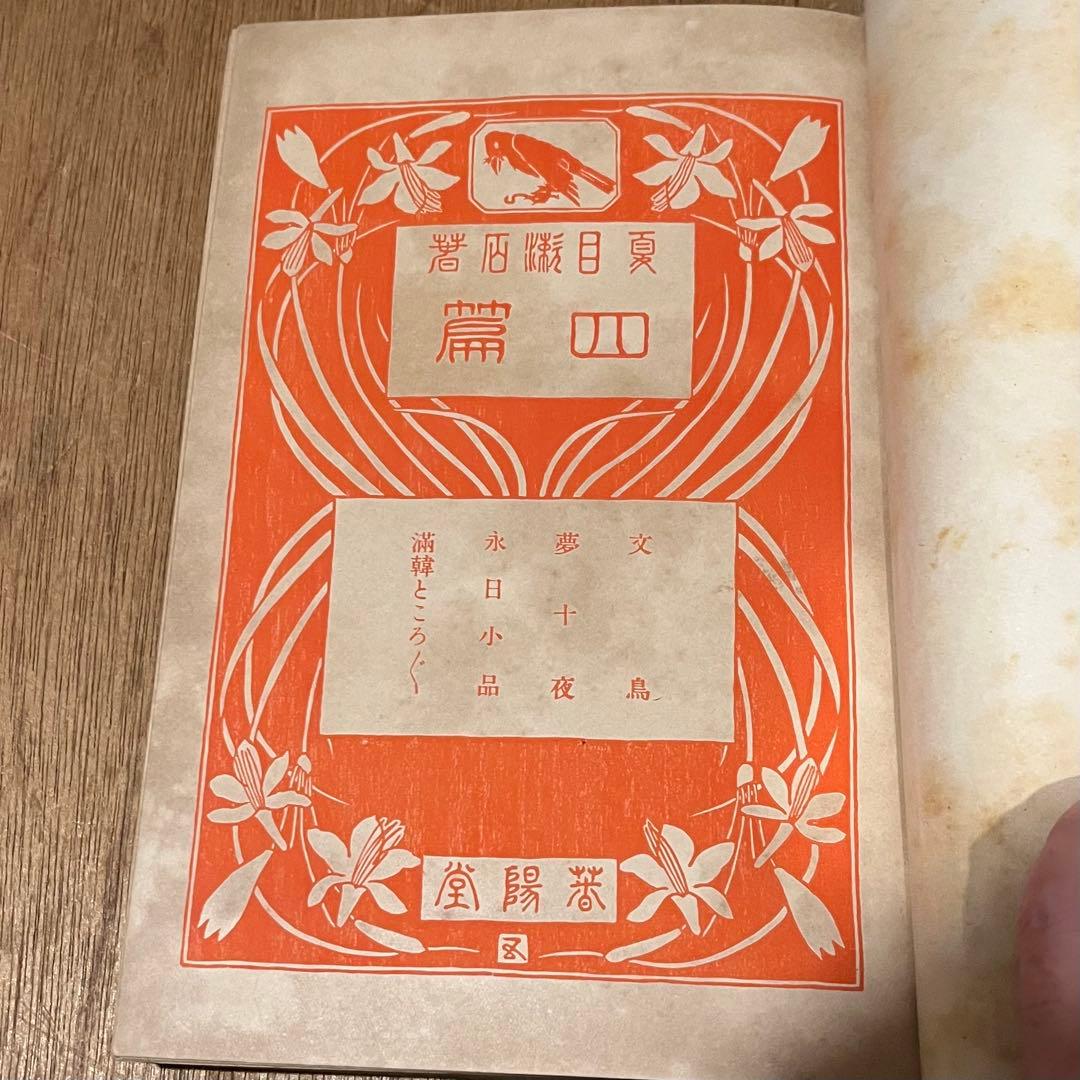 夏目漱石著
四篇
文鳥
夢十夜
永日小品
滿韓ところ〴〵
春陽堂
五